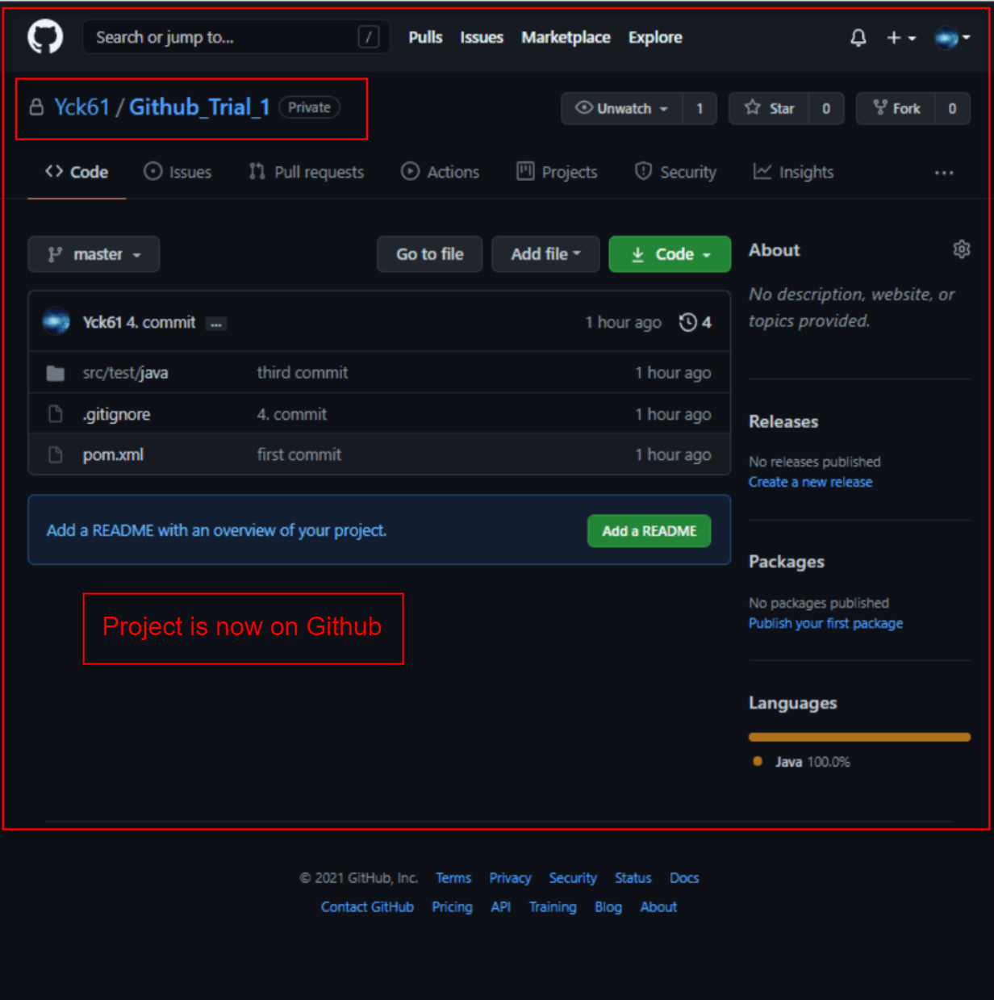 Search or jump to... / Pulls Issues Marketplace Explore
Yck61 / Github_Trial_1 Private
Unwatch 1 Star 0 Fork 0
Code Issues Pull requests Actions Projects Security Insights ...
master Go to file Add file Code
Yck61 4. commit ... 1 hour ago 4
src/test/java third commit 1 hour ago
.gitignore 4. commit 1 hour ago
pom.xml first commit 1 hour ago
Add a README with an overview of your project. Add a README
Project is now on Github
About
No description, website, or
topics provided.
Releases
No releases published
Create a new release
Packages
No packages published
Publish your first package
Languages
Java 100.0%
© 2021 GitHub, Inc. Terms Privacy Security Status Docs
Contact GitHub Pricing API Training Blog About